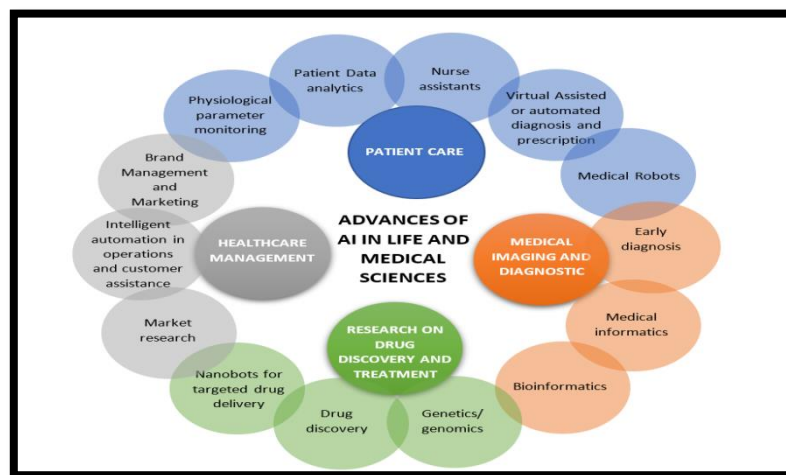 Patient Data
analytics
Nurse
assistants
Physiological
parameter
monitoring
Virtual Assisted
or automated
diagnosis and
prescription
PATIENT CARE
Brand
Management
and
Marketing
Medical Robots
ADVANCES OF
AI IN LIFE AND
MEDICAL
SCIENCES
Intelligent
automation in
operations
and customer
assistance
HEALTHCARE
MANAGEMENT
MEDICAL
IMAGING AND
DIAGNOSTIC
Early
diagnosis
Market
research
RESEARCH ON
DRUG
DISCOVERY AND
TREATMENT
Medical
informatics
Nanobots for
targeted drug
delivery
Bioinformatics
Drug
discovery
Genetics/
genomics